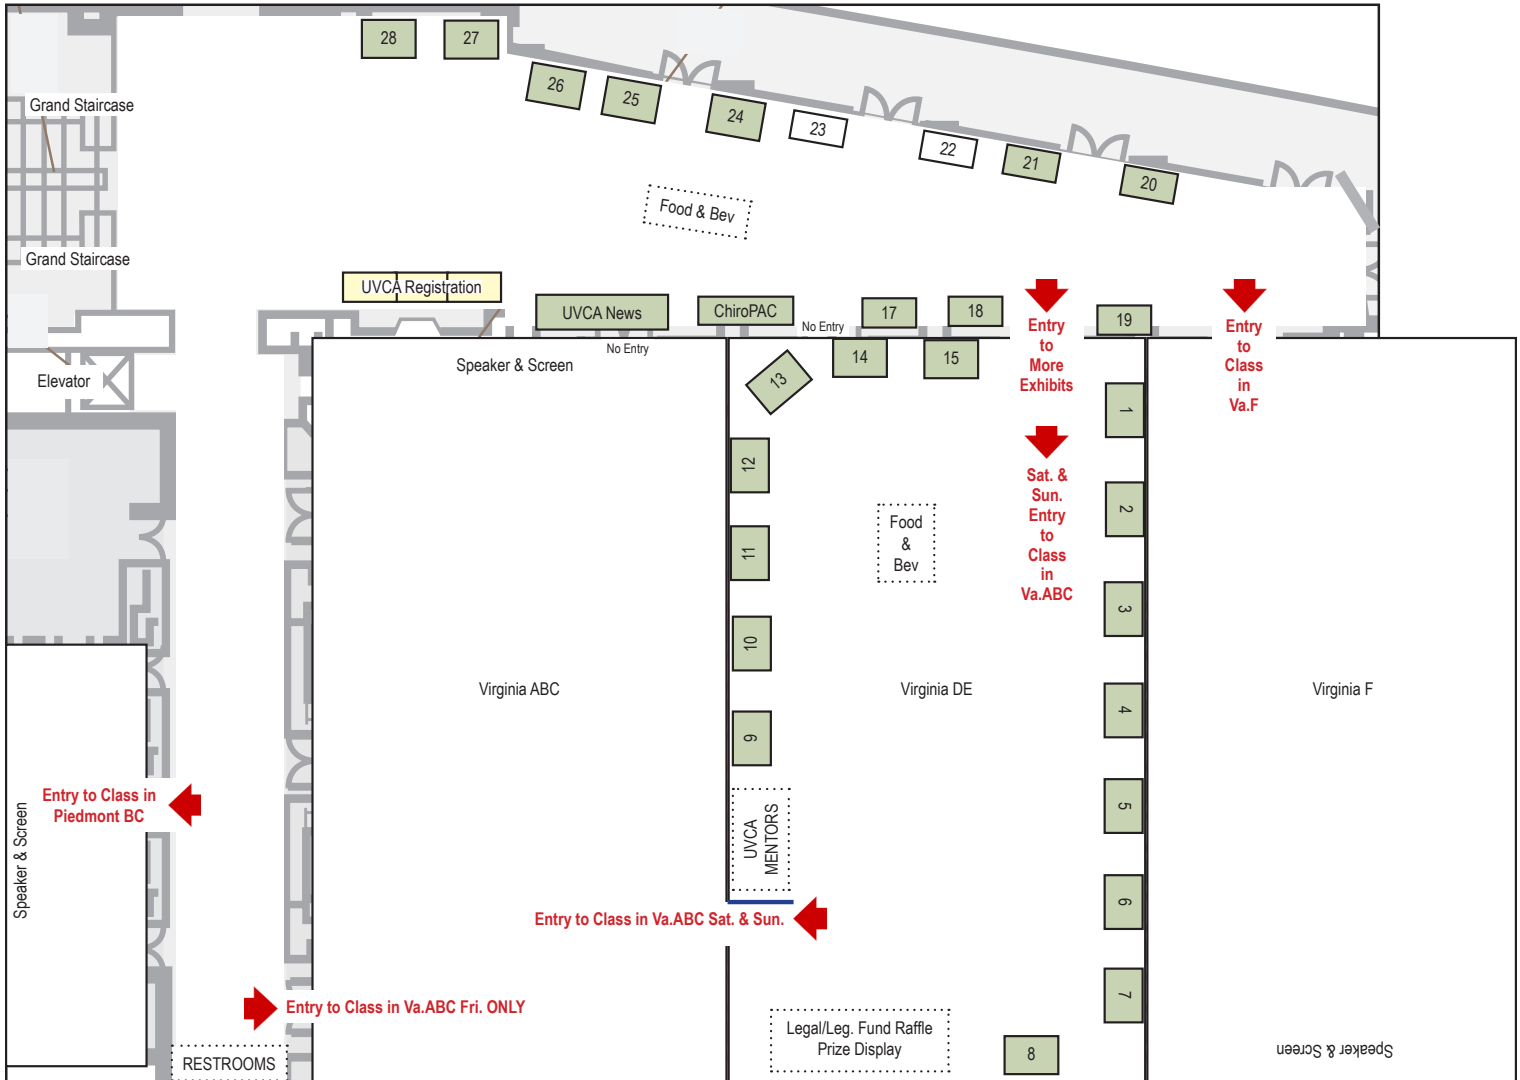 28
27
26
25
24
23
22
21
20
Grand Staircase
Grand Staircase
Food & Bev
UVCA Registration
UVCA News
ChiroPAC
No Entry
17
18
19
No Entry
Elevator
Speaker & Screen
13
14
15
Entry
to
More
Exhibits
Entry
to
Class
in
Va.F
Sat. &
Sun.
Entry
to
Class
in
Va.ABC
1
2
3
4
5
6
7
8
12
11
10
9
Food
&
Bev
Virginia ABC
Virginia DE
Virginia F
UVCA
MENTORS
Entry to Class in
Piedmont BC
Speaker & Screen
Entry to Class in Va.ABC Sat. & Sun.
Entry to Class in Va.ABC Fri. ONLY
RESTROOMS
Legal/Leg. Fund Raffle
Prize Display
Speaker & Screen